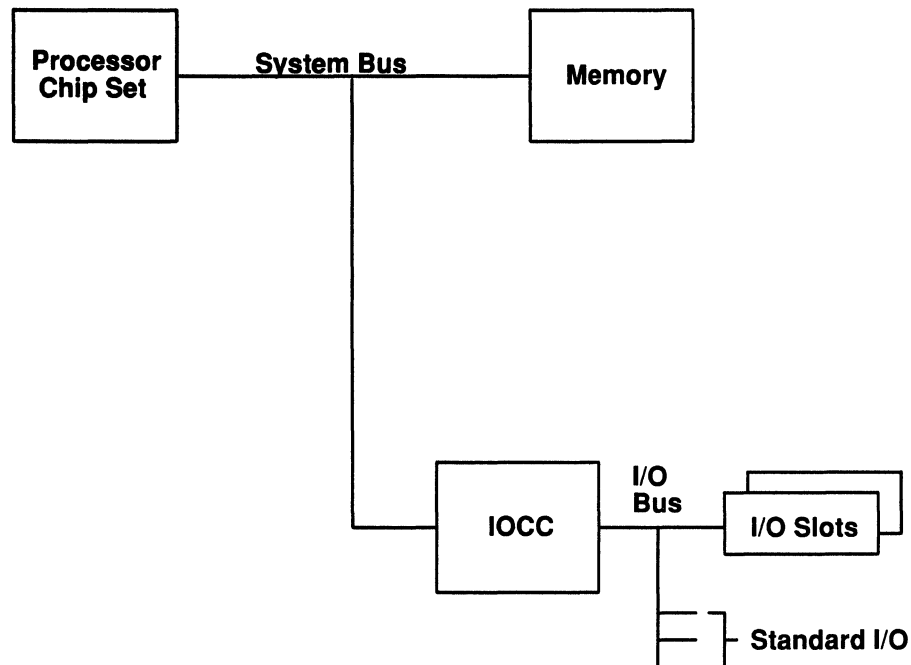 Processor
Chip Set
System Bus
Memory
IOCC
I/O
Bus
I/O Slots
Standard I/O